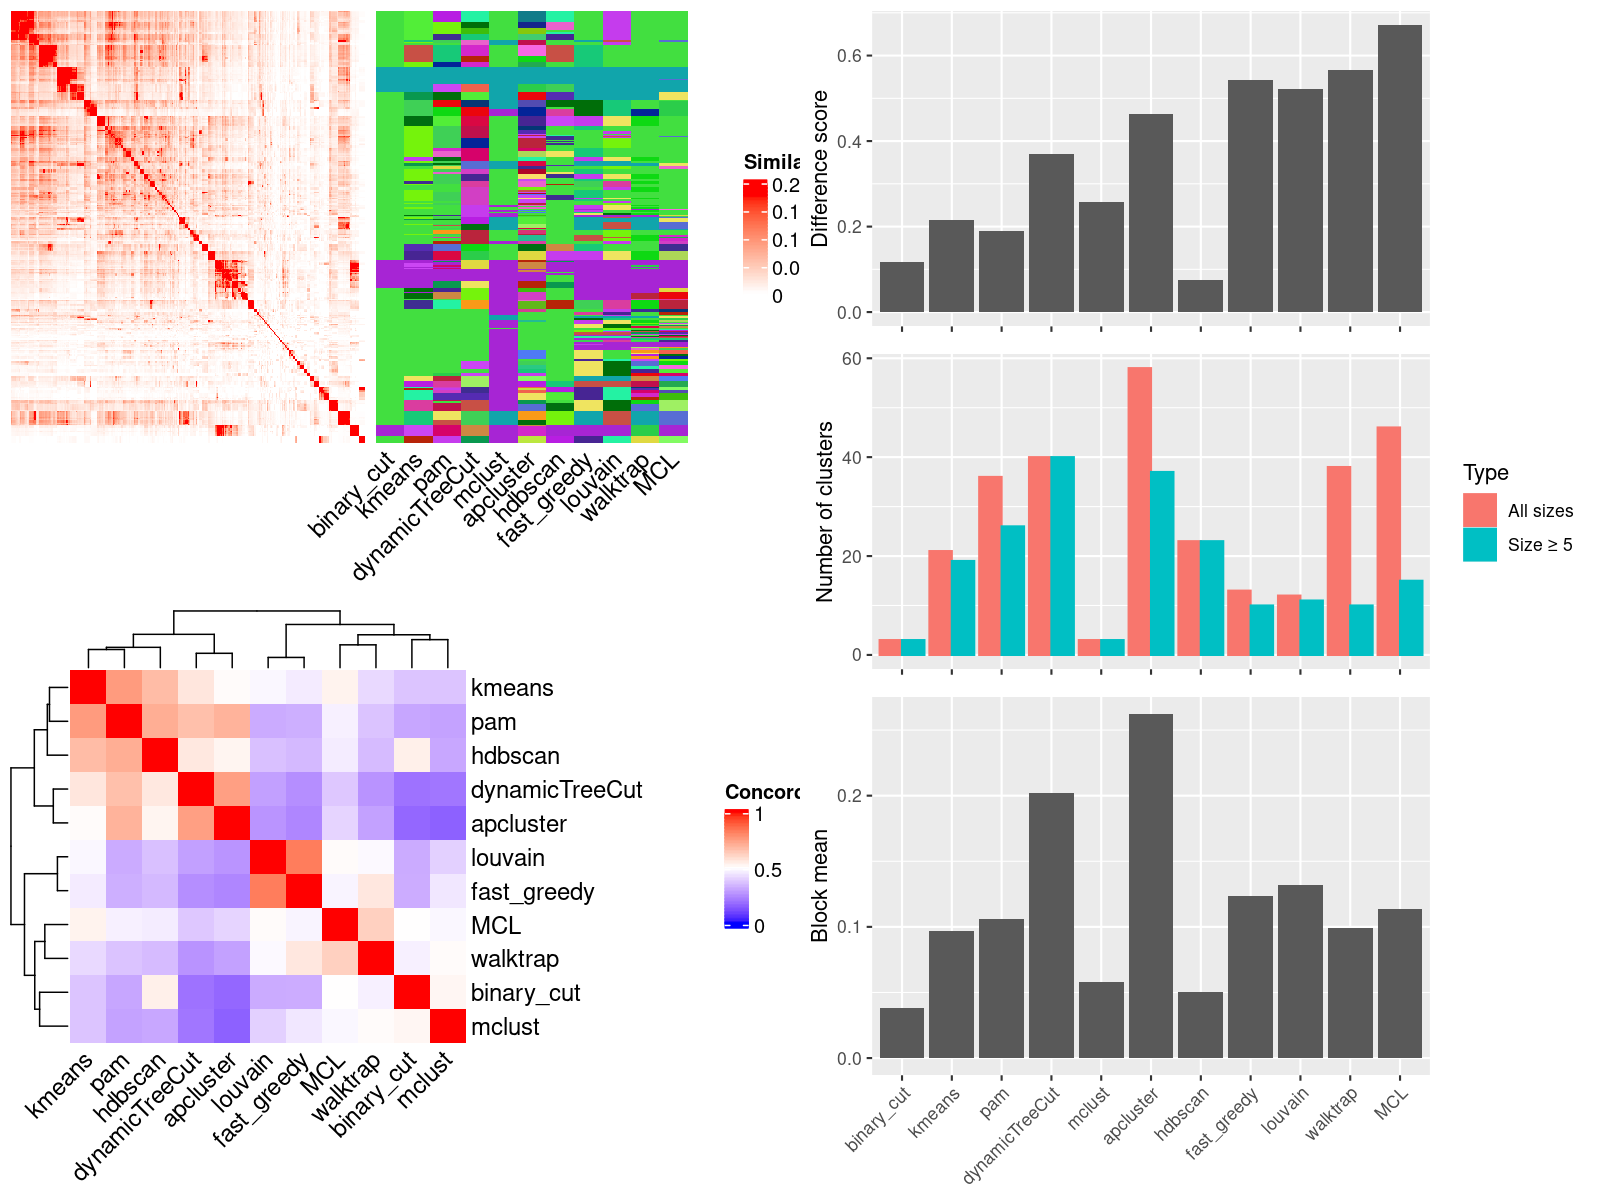 Simila
0.2
0.1
0.1
0.0
0
binary_cut
kmeans
pam
dynamicTreeCut
mclust
apcluster
hdbscan
fast_greedy
louvain
walktrap
MCL
kmeans
pam
hdbscan
dynamicTreeCut
apcluster
louvain
fast_greedy
MCL
walktrap
binary_cut
mclust
kmeans
pam
hdbscan
dynamicTreeCut
apcluster
louvain
fast_greedy
MCL
walktrap
binary_cut
mclust
Concord
1
0.5
0
Difference score
0.6
0.4
0.2
0.0
Number of clusters
60
40
20
0
Type
All sizes
Size ≥ 5
Block mean
0.2
0.1
0.0
binary_cut
kmeans
pam
dynamicTreeCut
mclust
apcluster
hdbscan
fast_greedy
louvain
walktrap
MCL